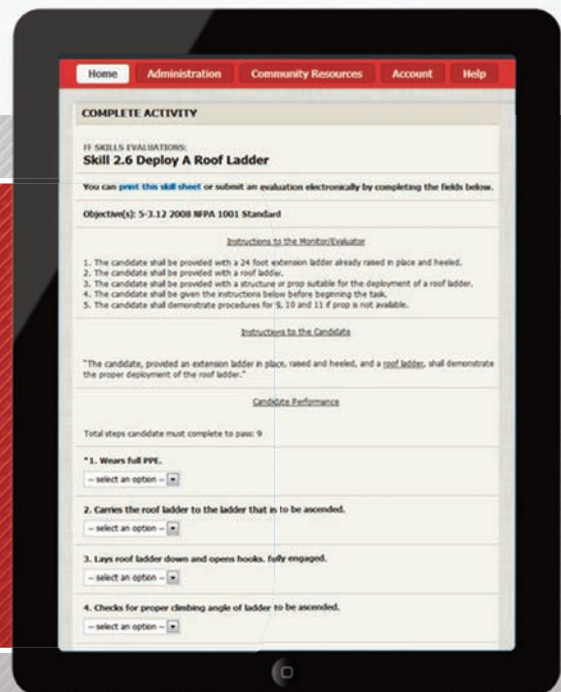 Home Administration Community Resources Account Help
COMPLETE ACTIVITY
IT SKILLS EVALUATIONS:
Skill 2.6 Deploy A Roof Ladder
You can print this skill sheet or submit an evaluation electronically by completing the fields below.
Objective(s): 5-3.12 2008 NFPA 1001 Standard
Instructions to the Monitor/Evaluator
1. The candidate shall be provided with a 24 foot extension ladder already raised in place and heeled.
2. The candidate shall be provided with a roof ladder.
3. The candidate shall be provided with a structure or prop suitable for the deployment of a roof ladder.
4. The candidate shall be given the instructions below before beginning the task.
5. The candidate shall demonstrate procedures for 9, 10 and 11 if prop is not available.
Instructions to the Candidate
"The candidate, provided an extension ladder in place, raised and heeled, and a roof ladder, shall demonstrate
the proper deployment of the roof ladder."
Candidate Performance
Total steps candidate must complete to pass: 9
*1. Wears full PPE.
-- select an option --
2. Carries the roof ladder to the ladder that is to be ascended.
-- select an option --
3. Lays roof ladder down and opens hooks, fully engaged.
-- select an option --
4. Checks for proper climbing angle of ladder to be ascended.
-- select an option --